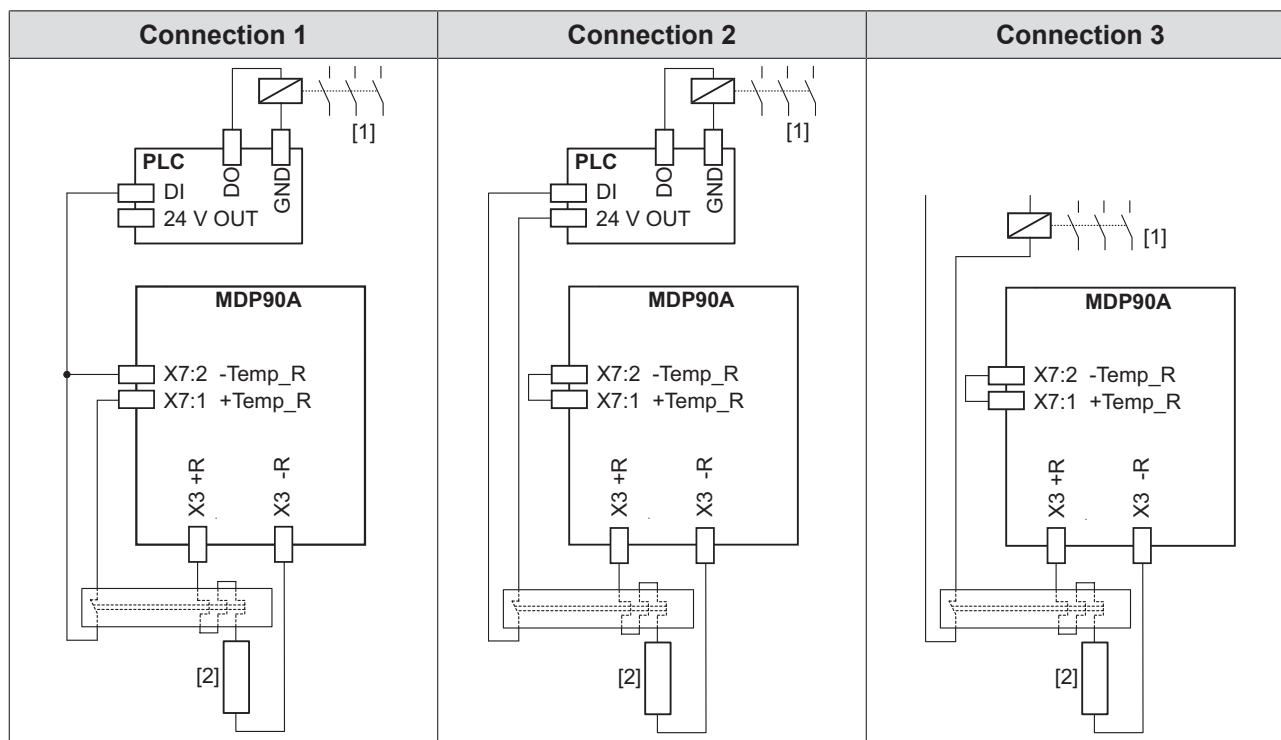 Connection 1
Connection 2
Connection 3
[1]
PLC
DO
GND
DI
24 V OUT
MDP90A
X7:2 -Temp_R
X7:1 +Temp_R
X3 +R
X3 -R
[2]
[1]
PLC
DO
GND
DI
24 V OUT
MDP90A
X7:2 -Temp_R
X7:1 +Temp_R
X3 +R
X3 -R
[2]
[1]
MDP90A
X7:2 -Temp_R
X7:1 +Temp_R
X3 +R
X3 -R
[2]